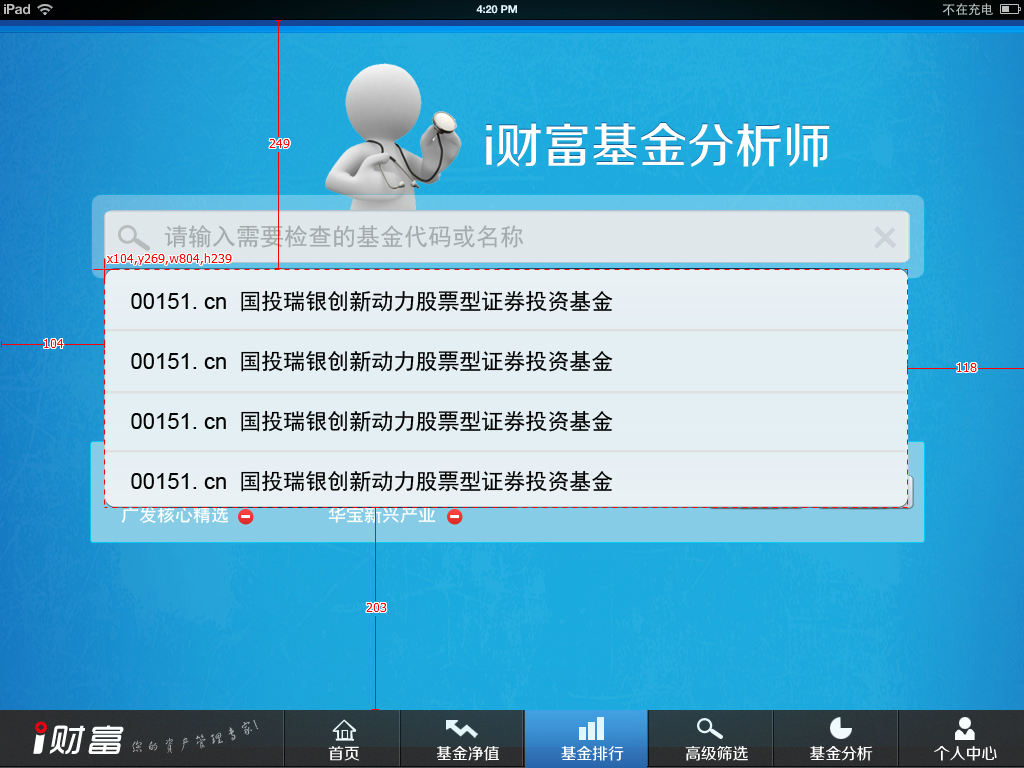 iPad 4:20 PM 不在充电
249
i财富基金分析师
请输入需要检查的基金代码或名称
x104,y269,w804,h239
00151.cn 国投瑞银创新动力股票型证券投资基金
104
00151.cn 国投瑞银创新动力股票型证券投资基金
118
00151.cn 国投瑞银创新动力股票型证券投资基金
00151.cn 国投瑞银创新动力股票型证券投资基金
广发核心精选 华宝新兴产业
203
i财富 你的资产管理专家!
首页 基金净值 基金排行 高级筛选 基金分析 个人中心